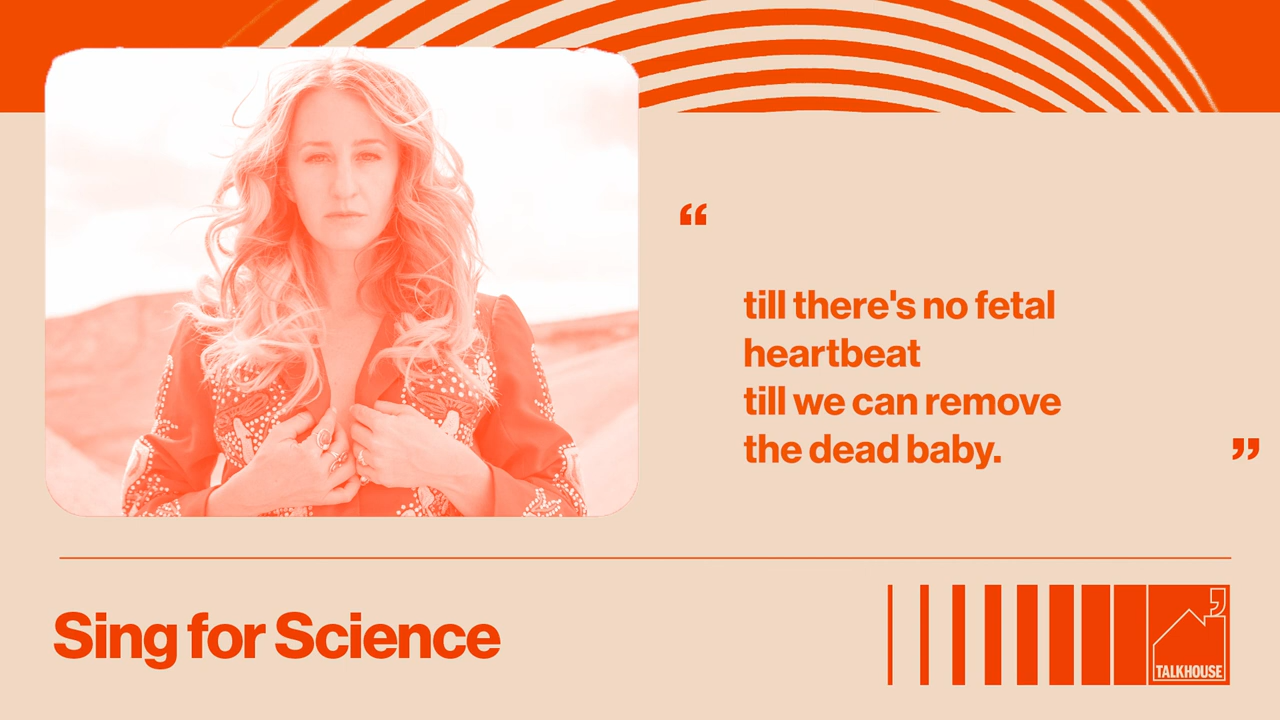 “
till there's no fetal
heartbeat
till we can remove
the dead baby.
”
Sing for Science
TALKHOUSE